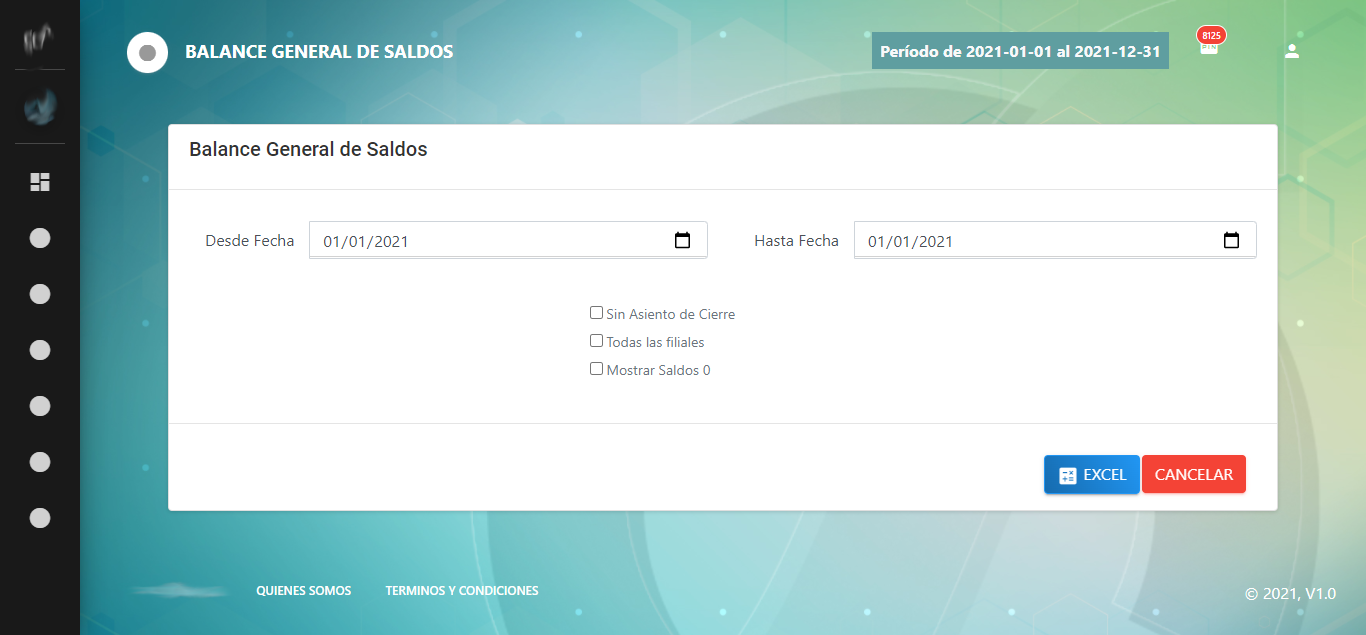 BALANCE GENERAL DE SALDOS
Período de 2021-01-01 al 2021-12-31
8125
PIN
Balance General de Saldos
Desde Fecha 01/01/2021 Hasta Fecha 01/01/2021
Sin Asiento de Cierre
Todas las filiales
Mostrar Saldos 0
EXCEL CANCELAR
QUIENES SOMOS TERMINOS Y CONDICIONES
© 2021, V1.0